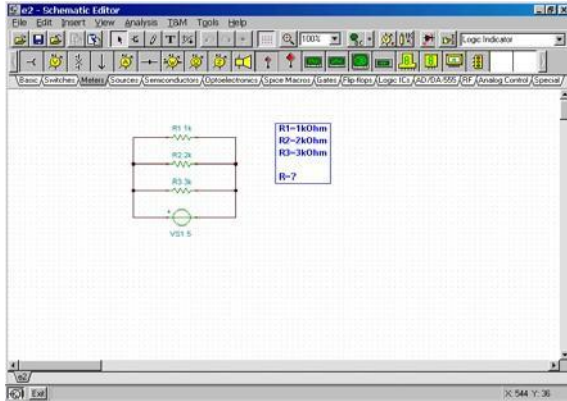 e2 - Schematic Editor
File Edit Insert View Analysis T&M Tools Help
100% Logic Indicator
Basic Switches Meters Sources Semiconductors Optoelectronics Spice Macros Gates Flip-flops Logic ICs AD/DA-555 RF Analog Control Special
R1 1k
R2 2k
R3 3k
+
VS1 5
R1=1kOhm
R2=2kOhm
R3=3kOhm
R=?
e2
Exit X: 544 Y: 36